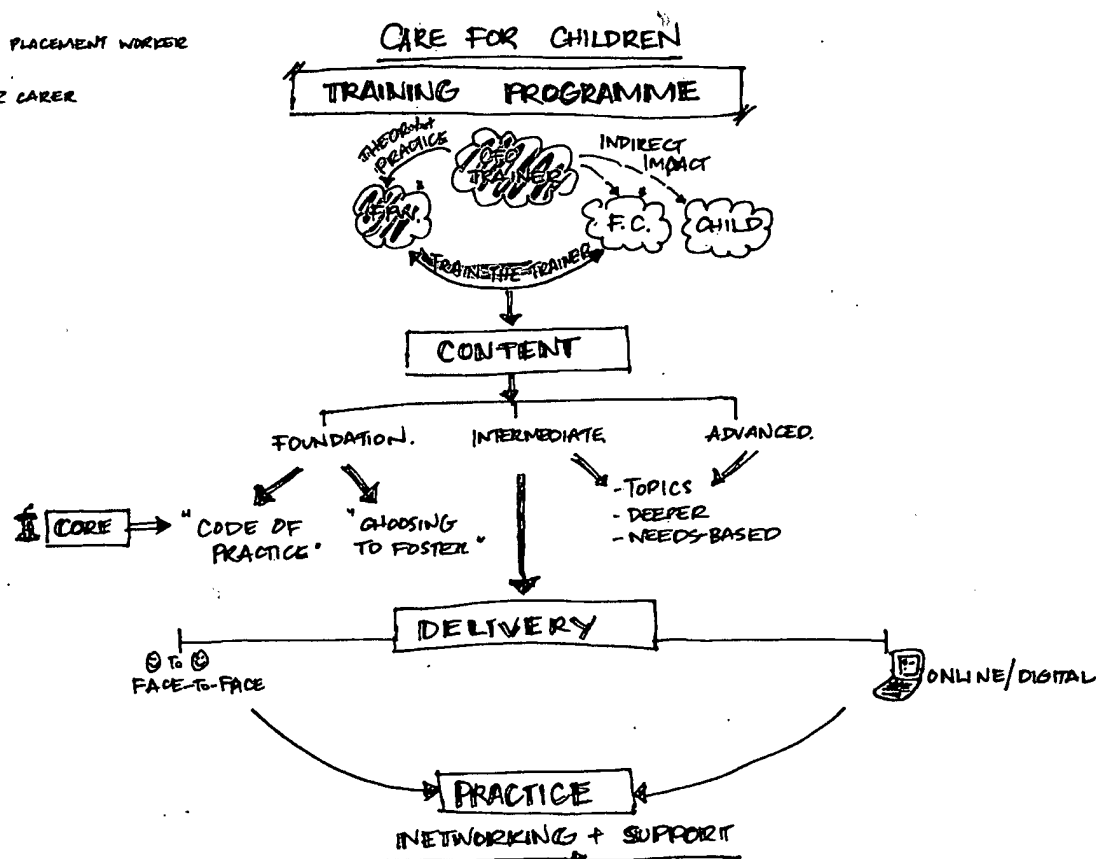 PLACEMENT WORKER
CARER
CARE FOR CHILDREN
TRAINING PROGRAMME
THEORY +
PRACTICE
CFC
TRAINER
INDIRECT
IMPACT
F.C.
CHILD
TRAIN-THE-TRAINER
CONTENT
FOUNDATION.
INTERMEDIATE
ADVANCED.
CORE
"CODE OF
PRACTICE"
"CHOOSING
TO FOSTER"
-TOPICS
-DEEPER
-NEEDS-BASED
DELIVERY
TO
FACE-TO-FACE
ONLINE/DIGITAL
PRACTICE
NETWORKING + SUPPORT